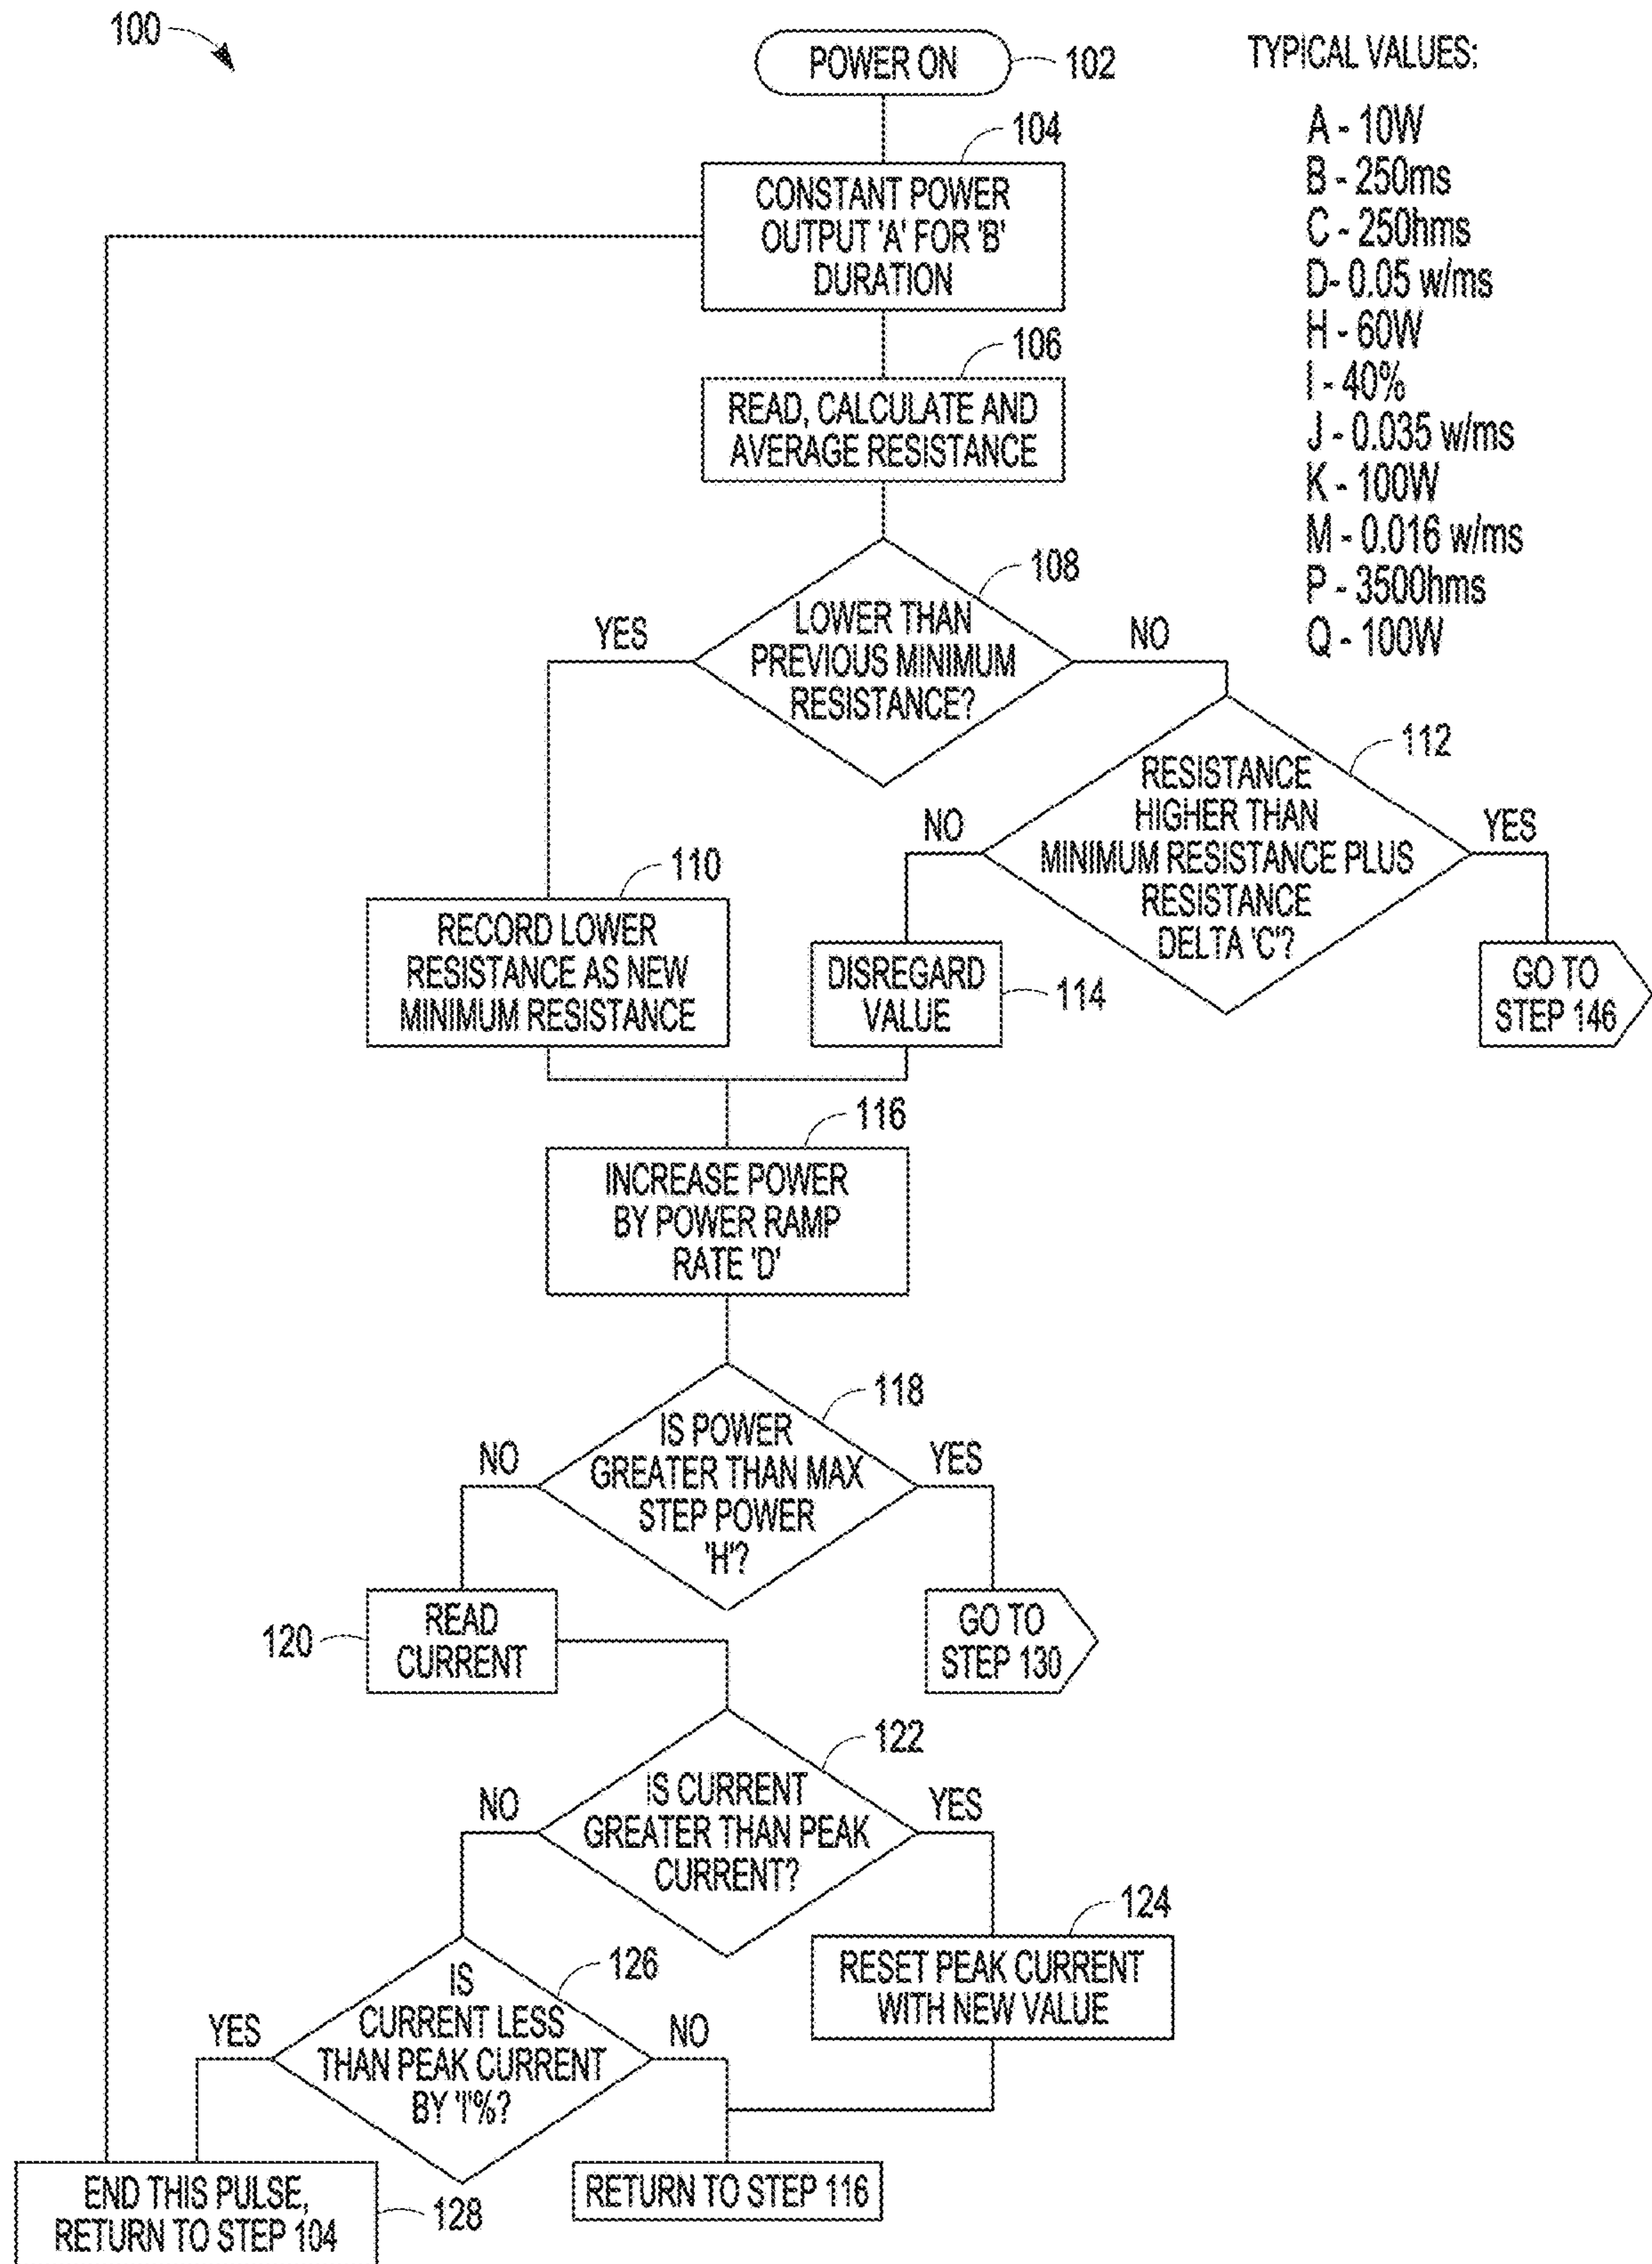 100
POWER ON
102
TYPICAL VALUES:
A - 10W
B - 250ms
C - 250hms
D- 0.05 w/ms
H - 60W
I - 40%
J - 0.035 w/ms
K - 100W
M - 0.016 w/ms
P - 3500hms
Q - 100W
104
CONSTANT POWER
OUTPUT 'A' FOR 'B'
DURATION
106
READ, CALCULATE AND
AVERAGE RESISTANCE
108
LOWER THAN
PREVIOUS MINIMUM
RESISTANCE?
YES
NO
112
RESISTANCE
HIGHER THAN
MINIMUM RESISTANCE PLUS
RESISTANCE
DELTA 'C'?
NO
YES
110
RECORD LOWER
RESISTANCE AS NEW
MINIMUM RESISTANCE
DISREGARD
VALUE
114
GO TO
STEP 146
116
INCREASE POWER
BY POWER RAMP
RATE 'D'
118
IS POWER
GREATER THAN MAX
STEP POWER
'H'?
NO
YES
120
READ
CURRENT
GO TO
STEP 130
122
IS CURRENT
GREATER THAN PEAK
CURRENT?
NO
YES
124
RESET PEAK CURRENT
WITH NEW VALUE
126
IS
CURRENT LESS
THAN PEAK CURRENT
BY 'I'%?
YES
NO
END THIS PULSE,
RETURN TO STEP 104
128
RETURN TO STEP 116